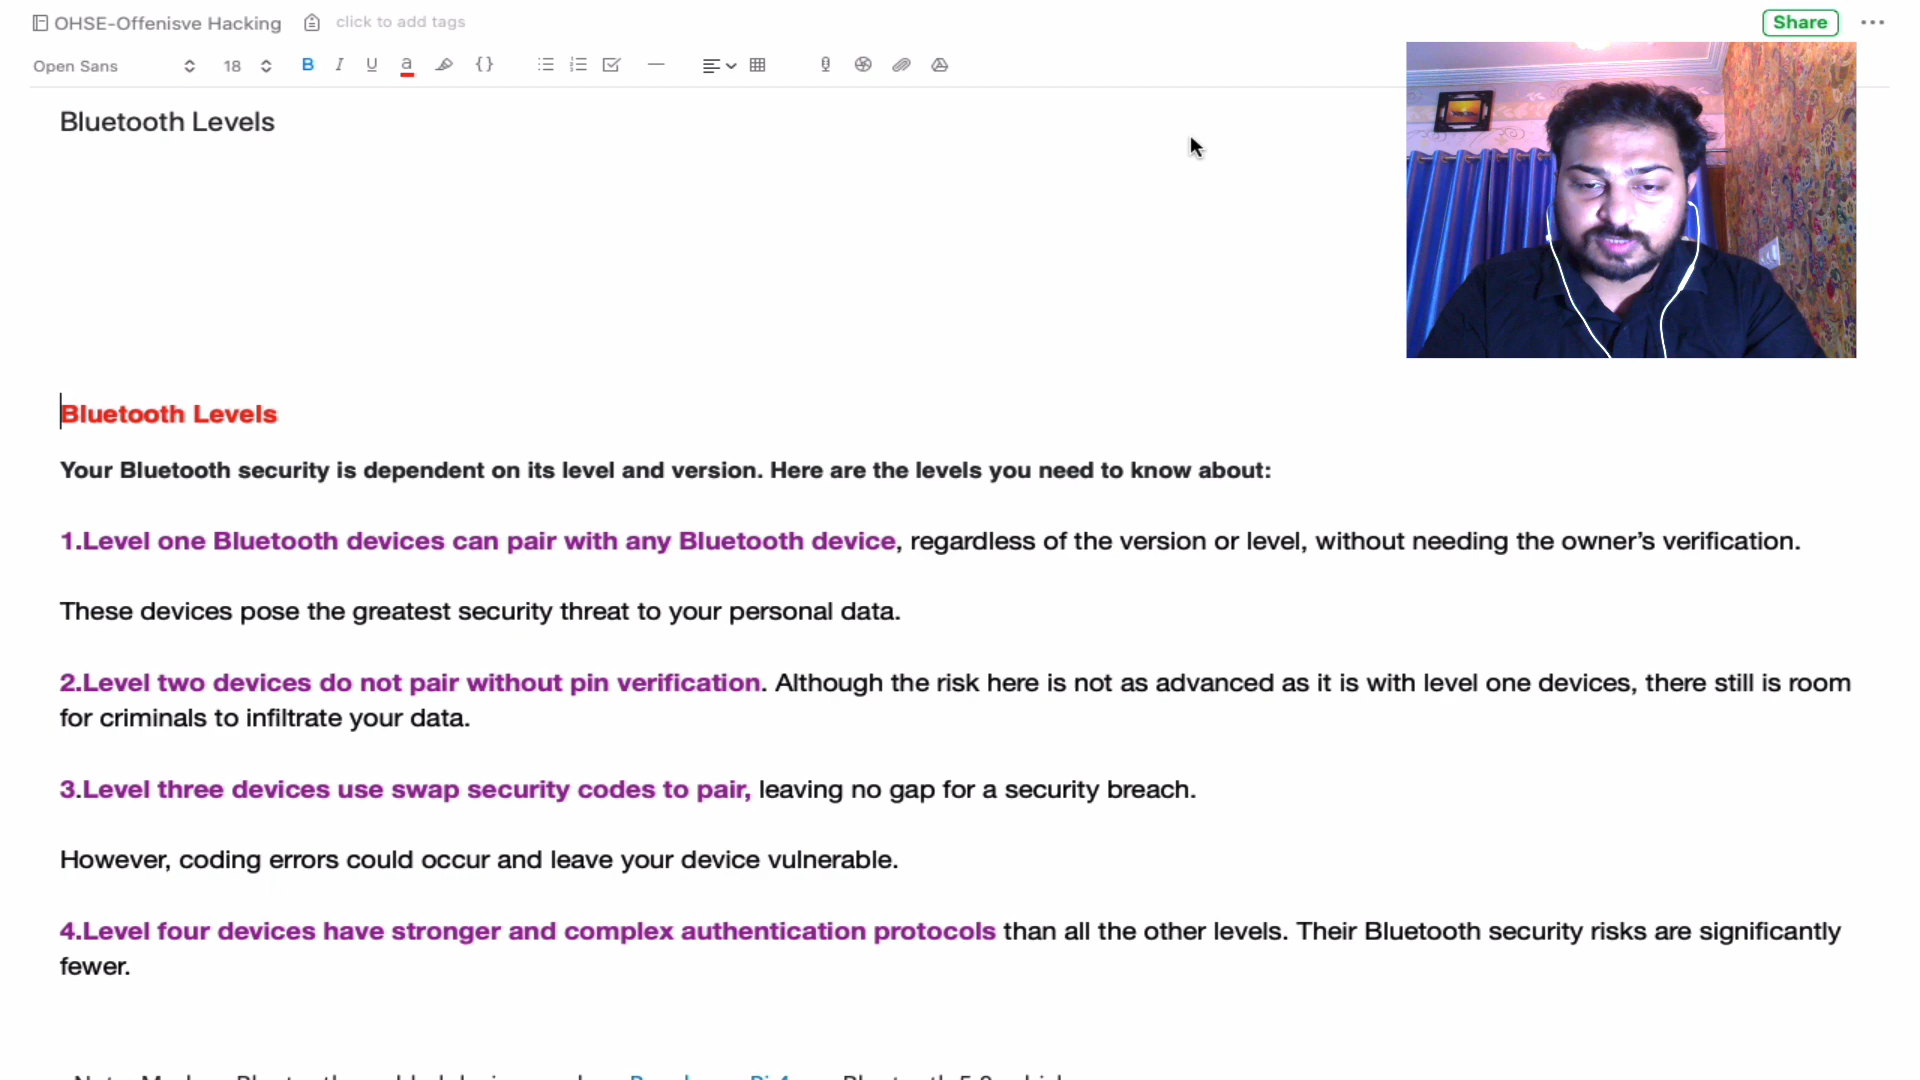 OHSE-Offenisve Hacking click to add tags Share
Open Sans 18 B I U a {}
Bluetooth Levels
Bluetooth Levels
Your Bluetooth security is dependent on its level and version. Here are the levels you need to know about:
1.Level one Bluetooth devices can pair with any Bluetooth device, regardless of the version or level, without needing the owner’s verification.
These devices pose the greatest security threat to your personal data.
2.Level two devices do not pair without pin verification. Although the risk here is not as advanced as it is with level one devices, there still is room
for criminals to infiltrate your data.
3.Level three devices use swap security codes to pair, leaving no gap for a security breach.
However, coding errors could occur and leave your device vulnerable.
4.Level four devices have stronger and complex authentication protocols than all the other levels. Their Bluetooth security risks are significantly
fewer.